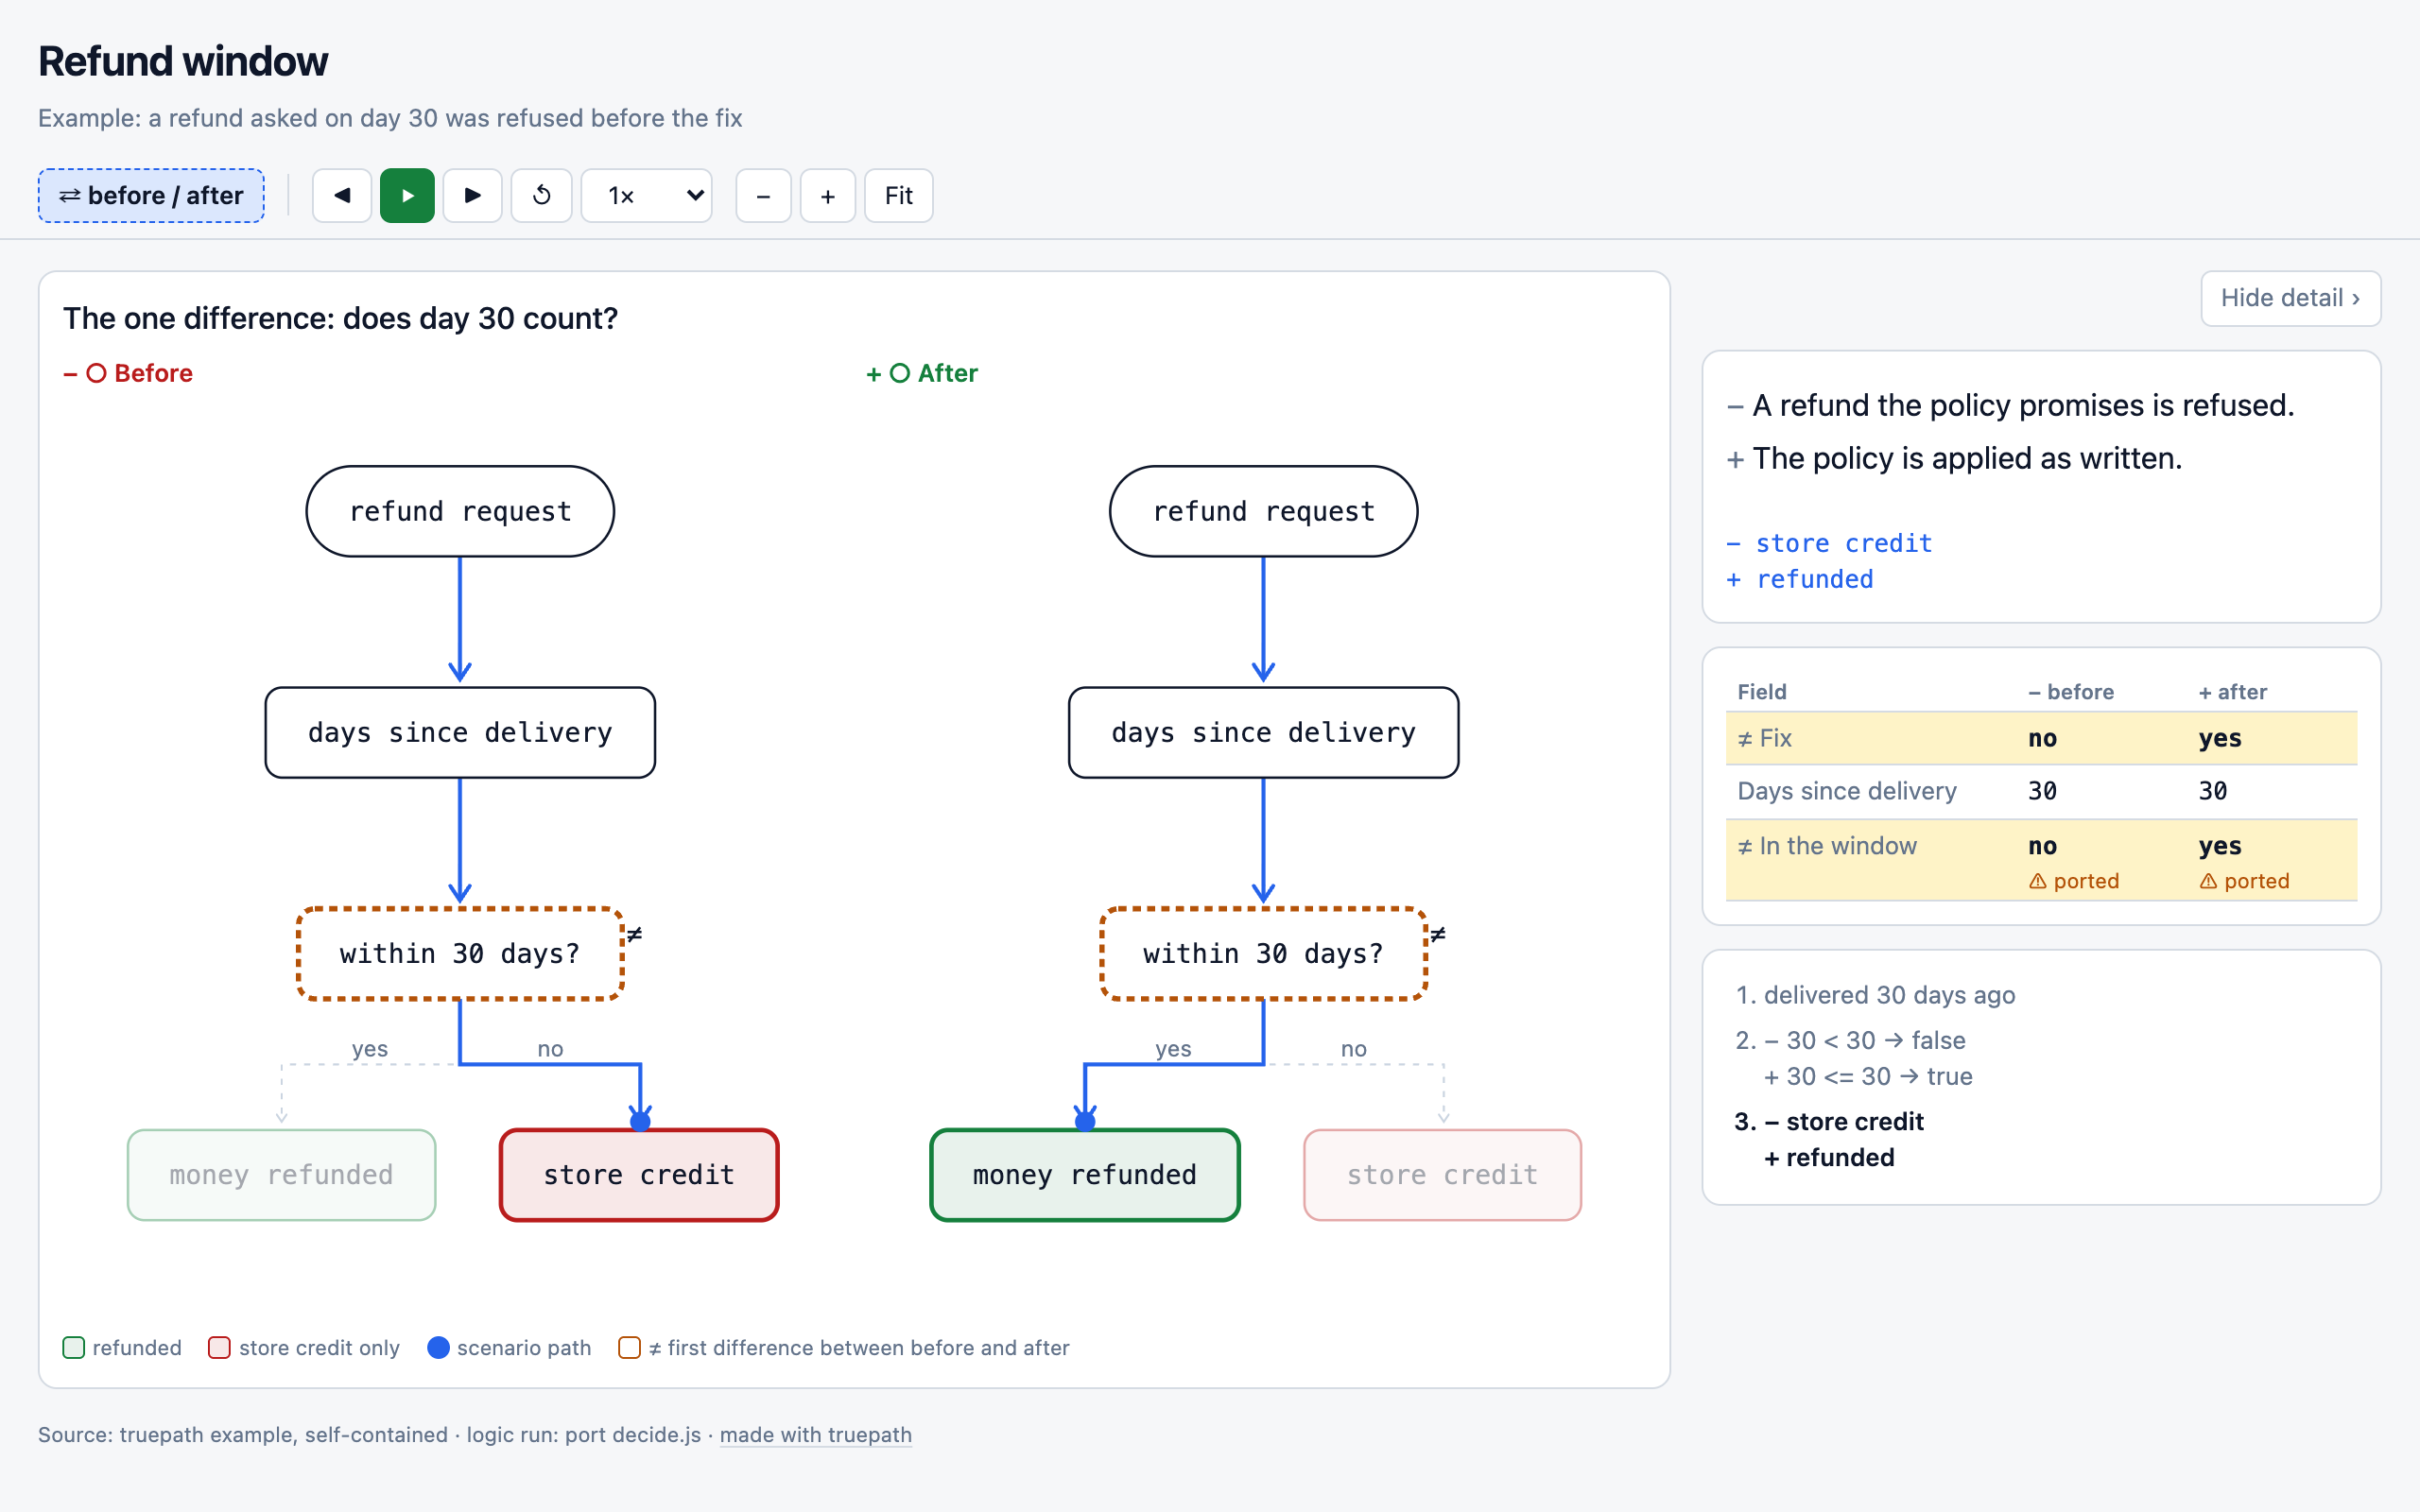 Refund window
Example: a refund asked on day 30 was refused before the fix
⇄ before / after
1×
–
+
Fit
Hide detail ›
The one difference: does day 30 count?
– Before
+ After
refund request
refund request
days since delivery
days since delivery
within 30 days?
≠
within 30 days?
≠
yes
no
yes
no
money refunded
store credit
money refunded
store credit
refunded
store credit only
scenario path
≠ first difference between before and after
– A refund the policy promises is refused.
+ The policy is applied as written.
– store credit
+ refunded
Field – before + after
≠ Fix no yes
Days since delivery 30 30
≠ In the window no yes
⚠ ported ⚠ ported
1. delivered 30 days ago
2. – 30 < 30 → false
+ 30 <= 30 → true
3. – store credit
+ refunded
Source: truepath example, self-contained · logic run: port decide.js · made with truepath